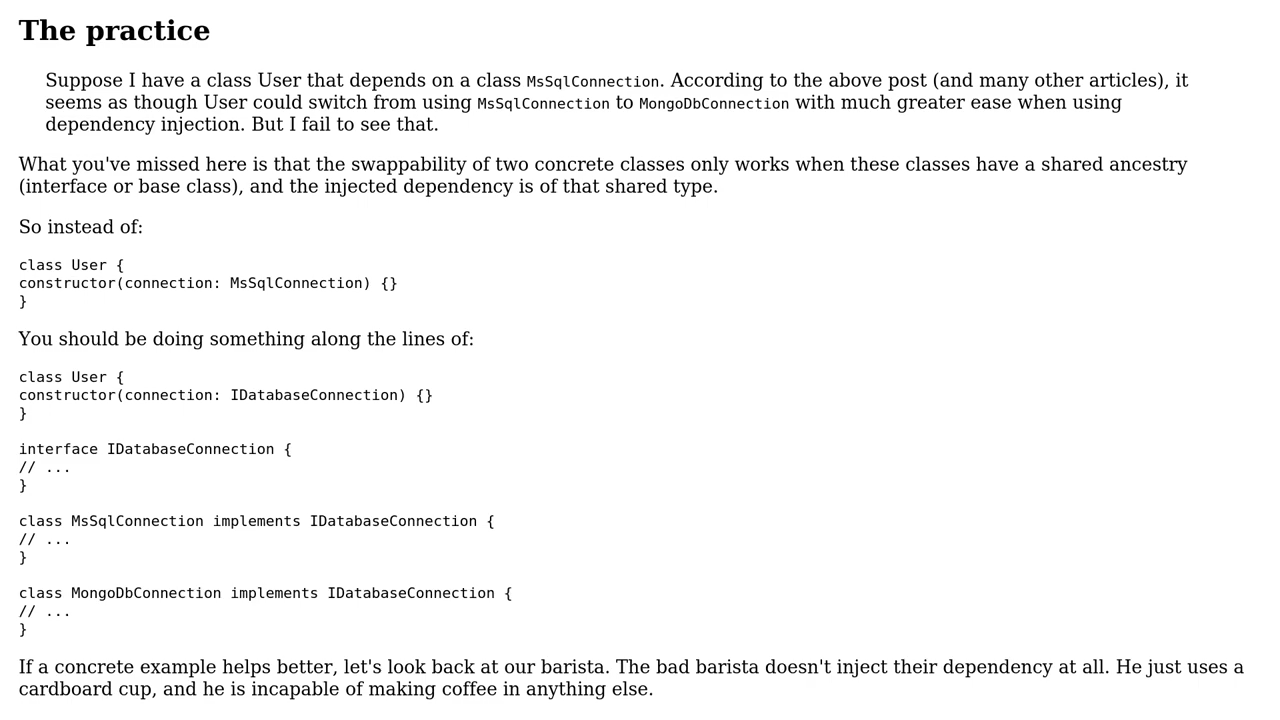 The practice
Suppose I have a class User that depends on a class MsSqlConnection. According to the above post (and many other articles), it
seems as though User could switch from using MsSqlConnection to MongoDbConnection with much greater ease when using
dependency injection. But I fail to see that.
What you've missed here is that the swappability of two concrete classes only works when these classes have a shared ancestry
(interface or base class), and the injected dependency is of that shared type.
So instead of:
class User {
constructor(connection: MsSqlConnection) {}
}
You should be doing something along the lines of:
class User {
constructor(connection: IDatabaseConnection) {}
}
interface IDatabaseConnection {
// ...
}
class MsSqlConnection implements IDatabaseConnection {
// ...
}
class MongoDbConnection implements IDatabaseConnection {
// ...
}
If a concrete example helps better, let's look back at our barista. The bad barista doesn't inject their dependency at all. He just uses a
cardboard cup, and he is incapable of making coffee in anything else.